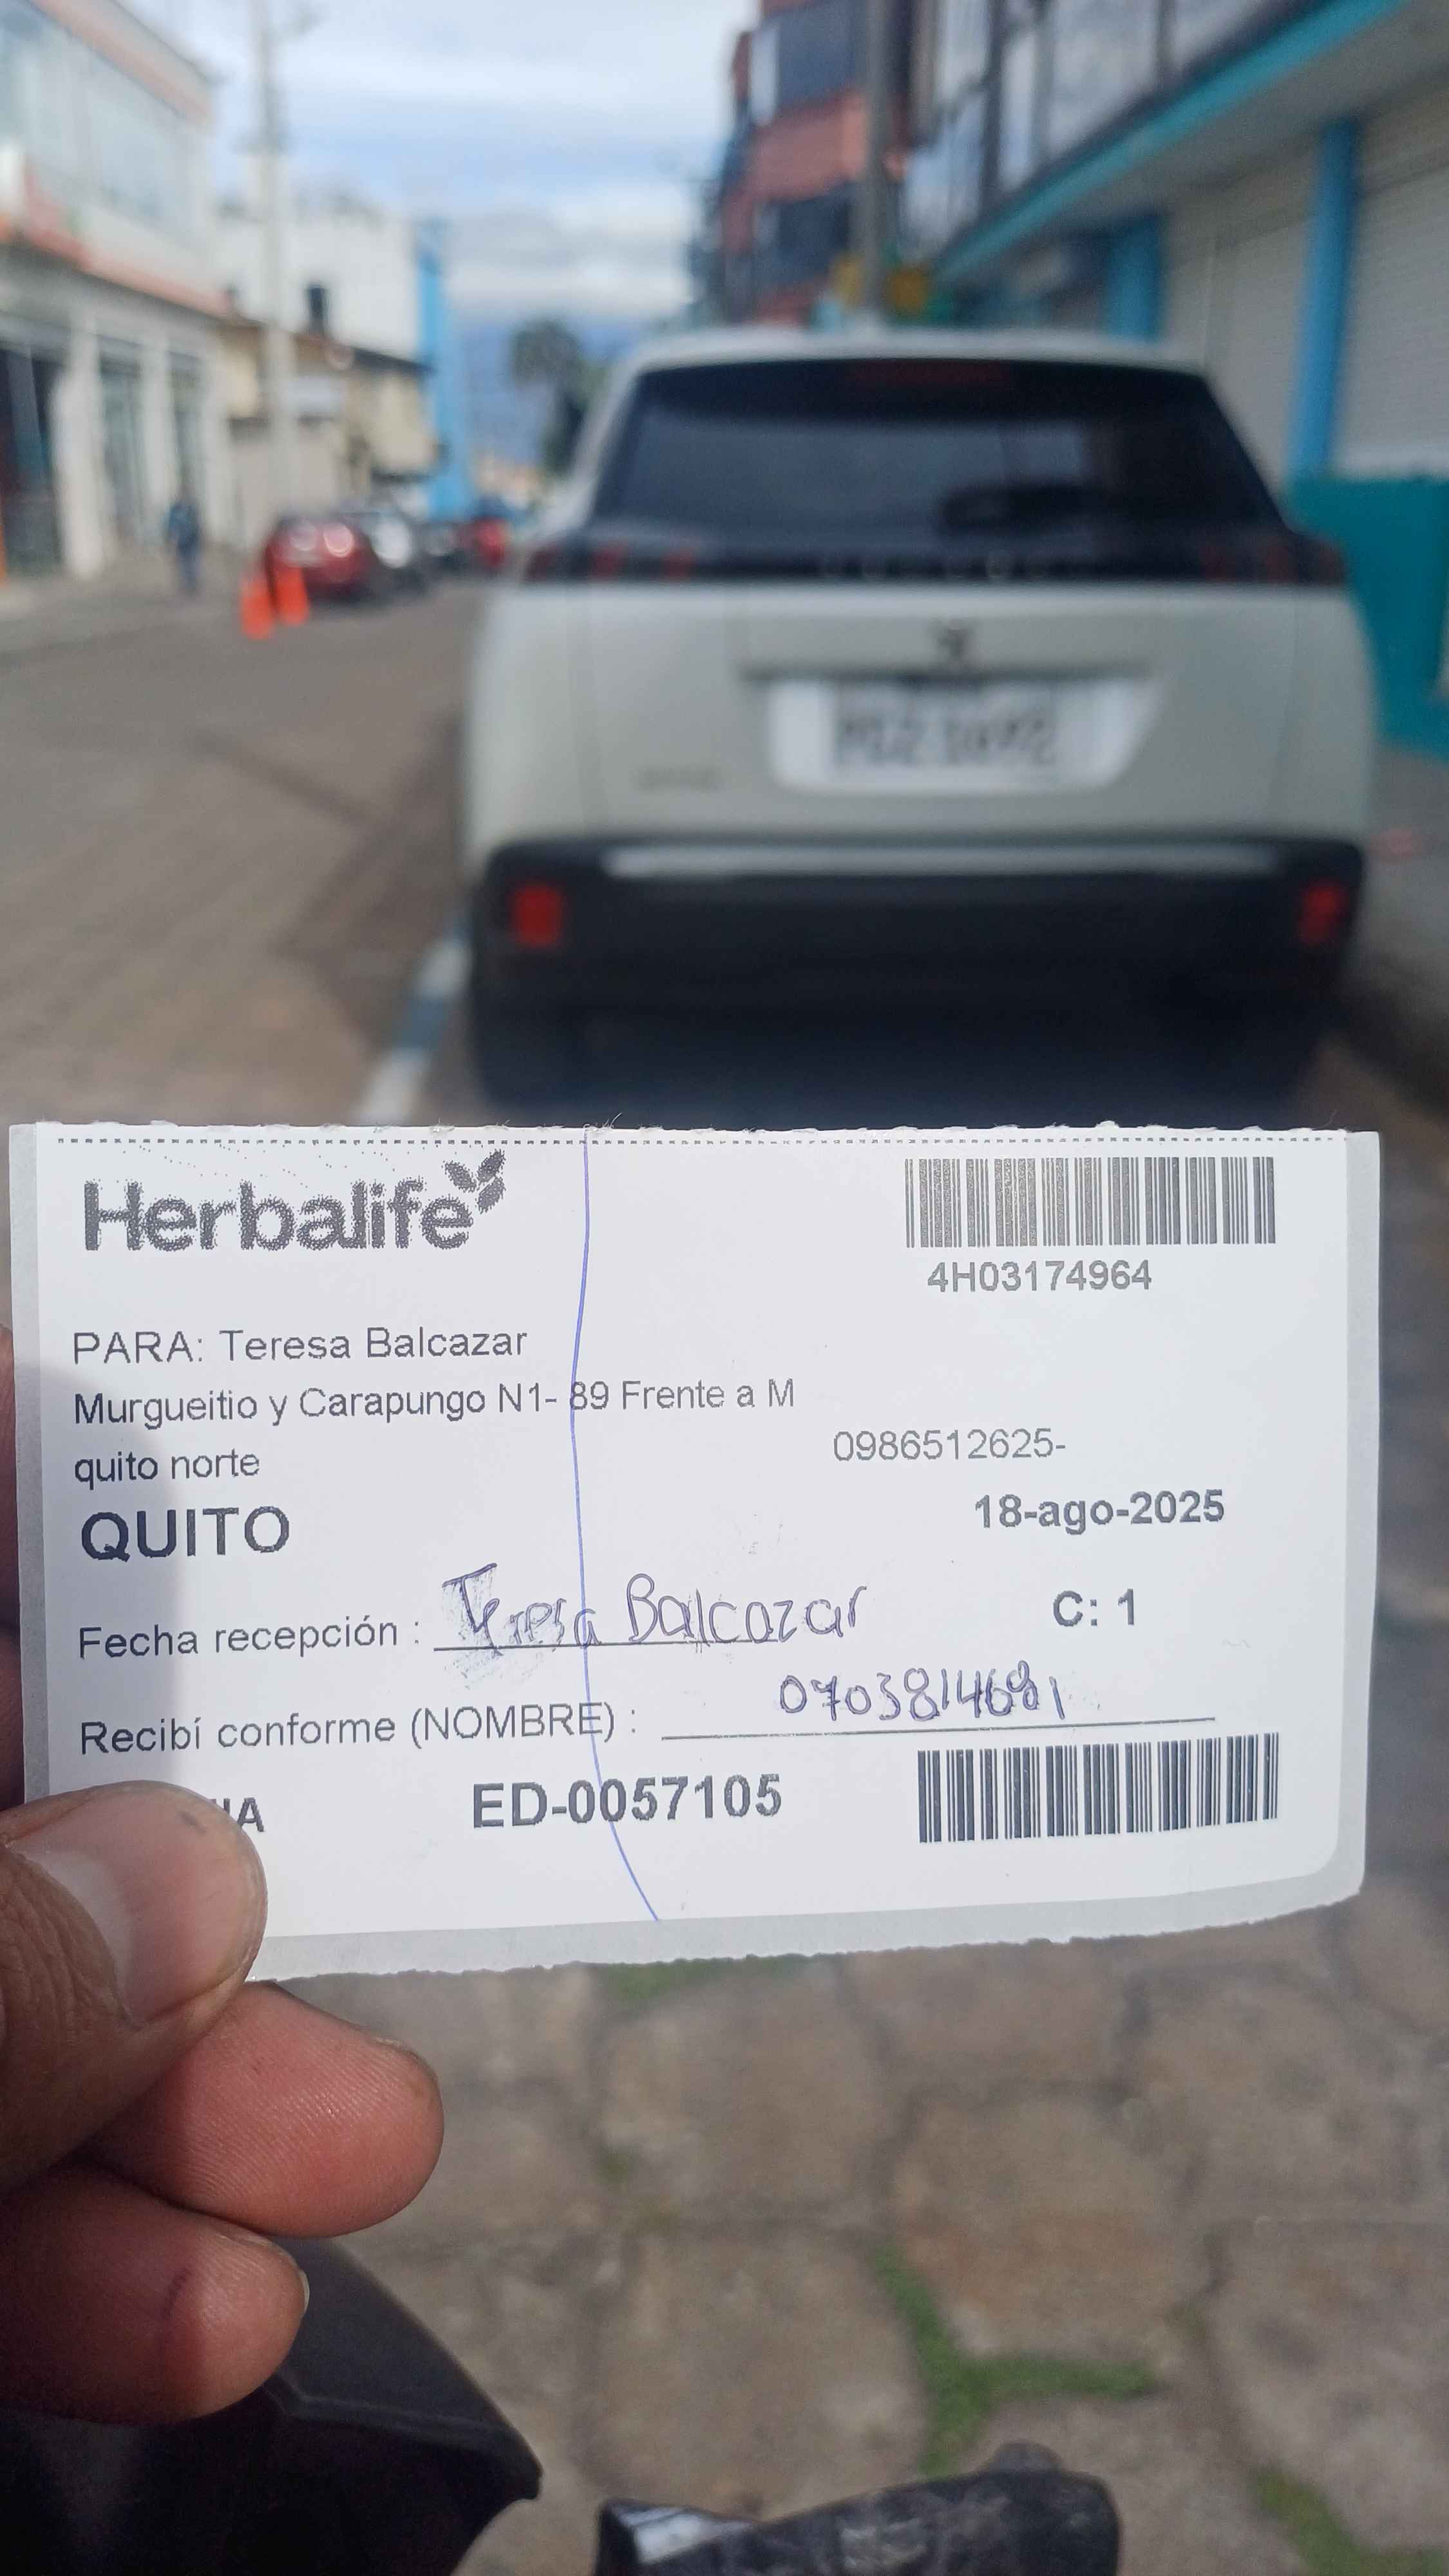 Herbalife
4H03174964
PARA: Teresa Balcazar
Murgueitio y Carapungo N1- 89 Frente a M
quito norte
0986512625-
QUITO
18-ago-2025
Fecha recepción : Teresa Balcazar
C: 1
Recibí conforme (NOMBRE) :
ED-0057105